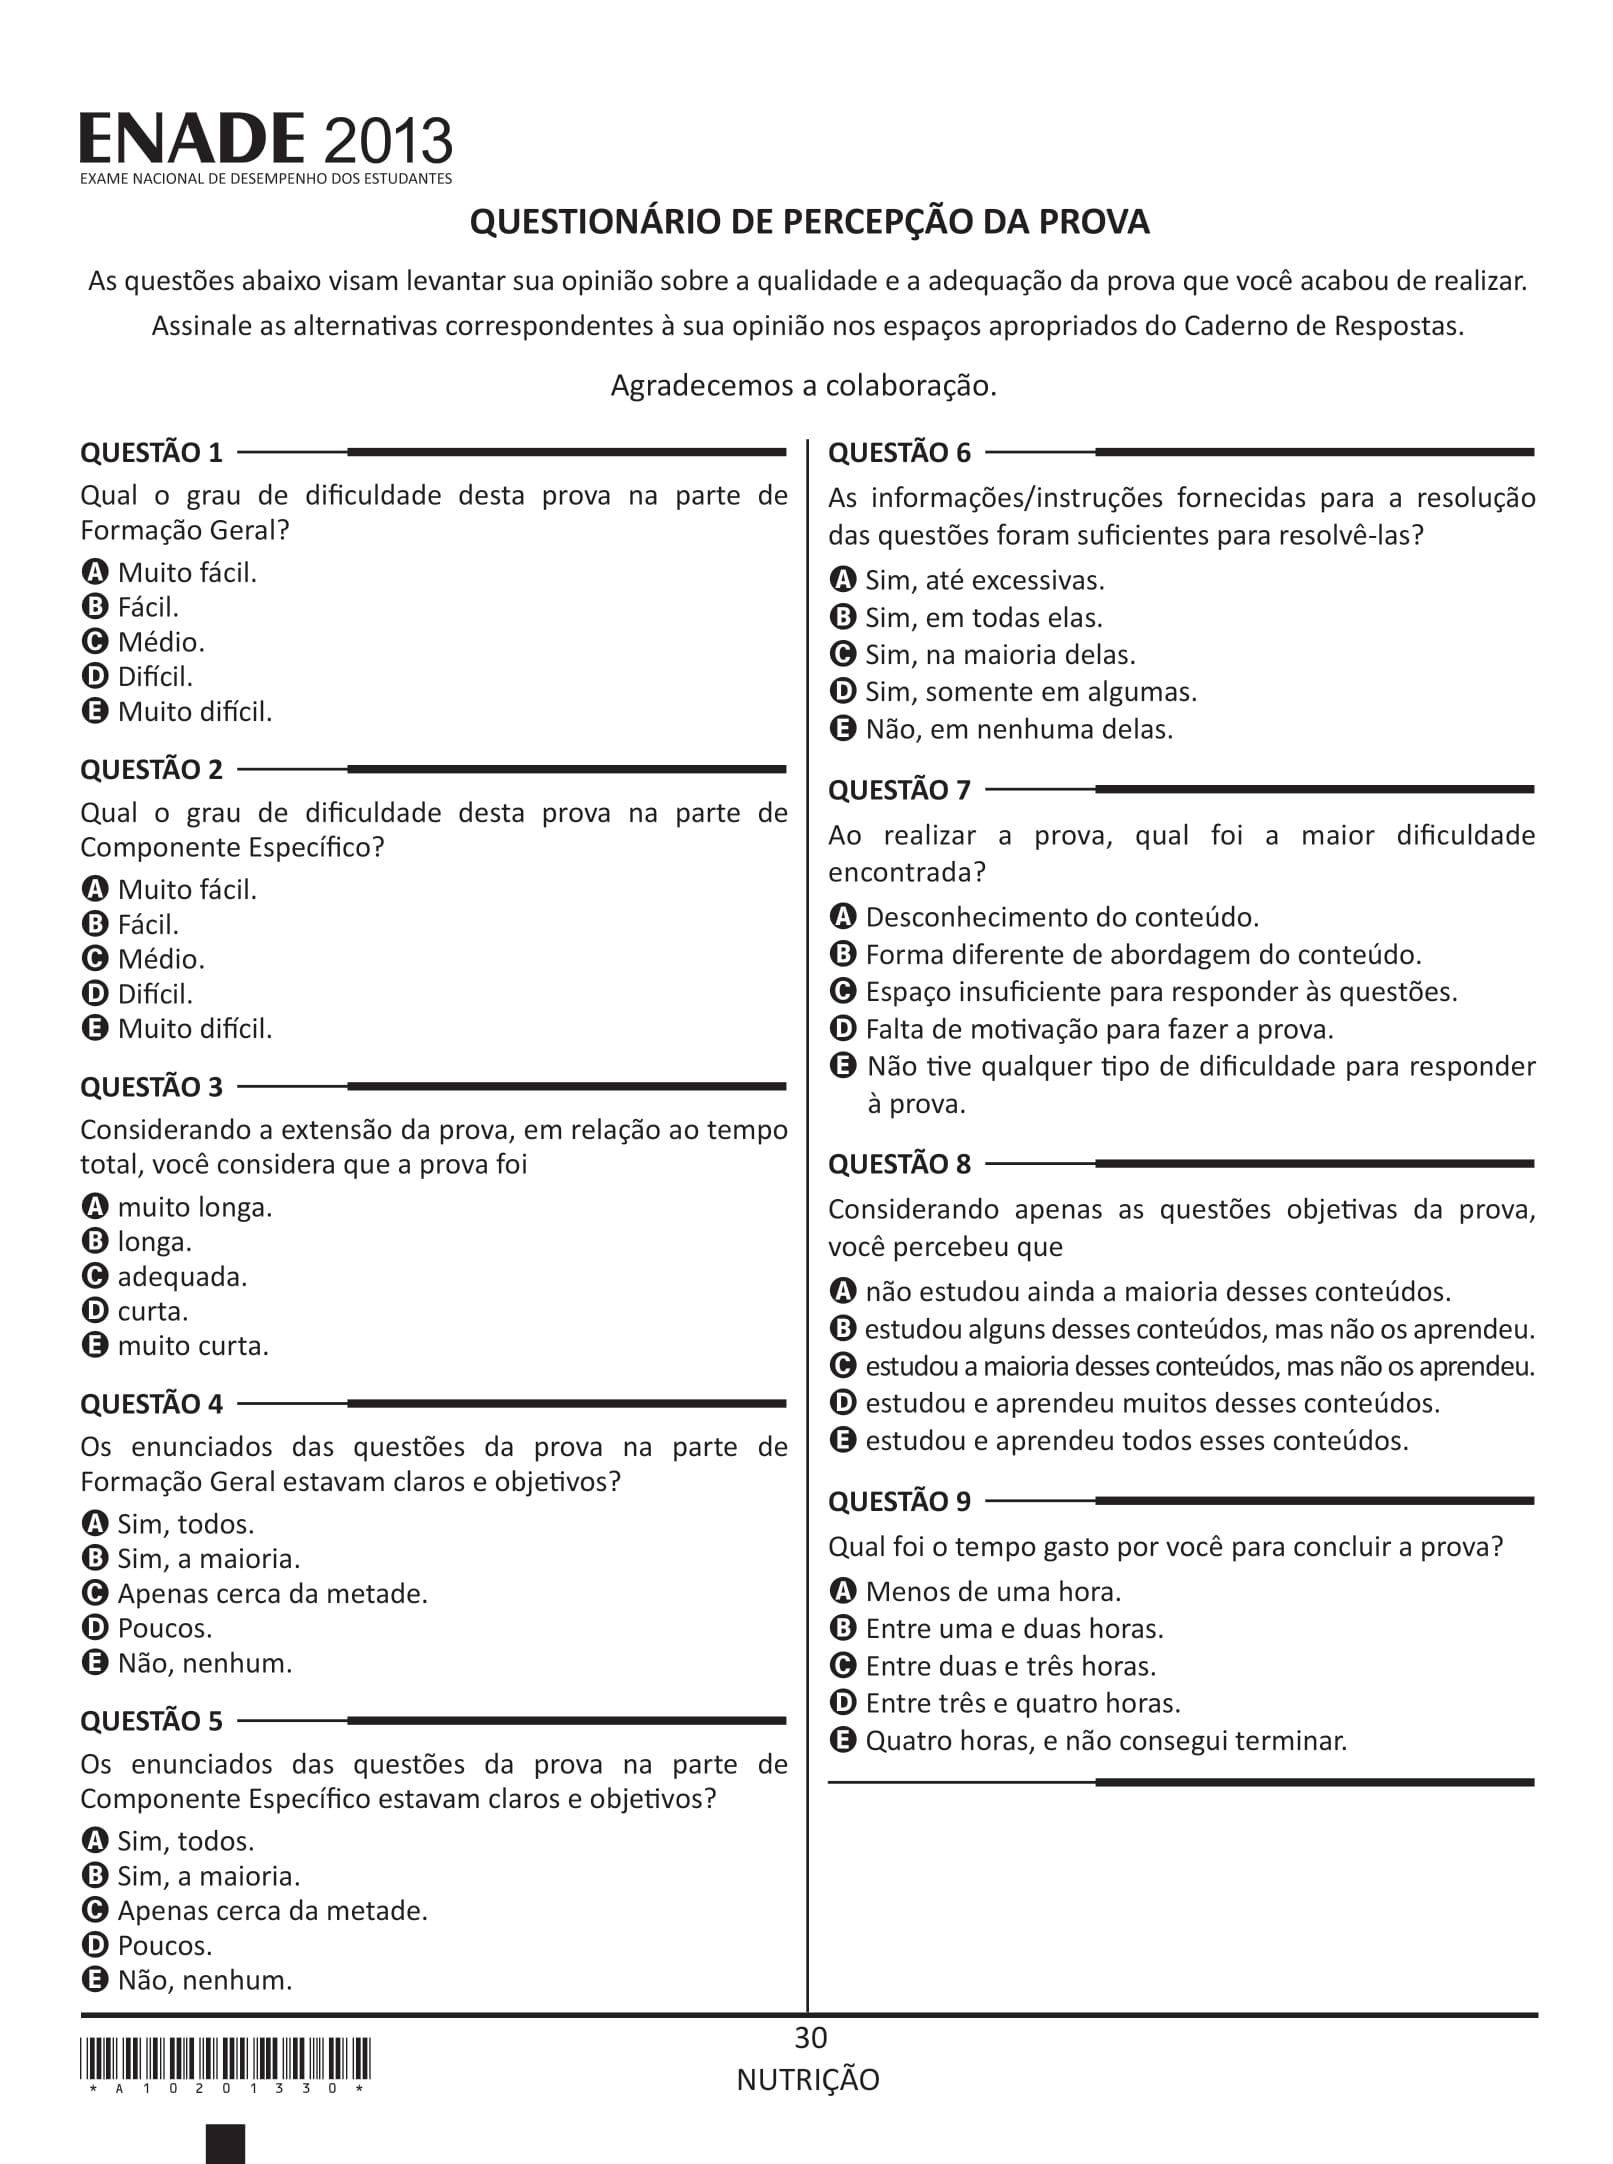 ENADE 2013
EXAME NACIONAL DE DESEMPENHO DOS ESTUDANTES
QUESTIONÁRIO DE PERCEPÇÃO DA PROVA
As questões abaixo visam levantar sua opinião sobre a qualidade e a adequação da prova que você acabou de realizar.
Assinale as alternativas correspondentes à sua opinião nos espaços apropriados do Caderno de Respostas.
Agradecemos a colaboração.
QUESTÃO 1
Qual o grau de dificuldade desta prova na parte de
Formação Geral?
A Muito fácil.
B Fácil.
C Médio.
D Difícil.
E Muito difícil.
QUESTÃO 2
Qual o grau de dificuldade desta prova na parte de
Componente Específico?
A Muito fácil.
B Fácil.
C Médio.
D Difícil.
E Muito difícil.
QUESTÃO 3
Considerando a extensão da prova, em relação ao tempo
total, você considera que a prova foi
A muito longa.
B longa.
C adequada.
D curta.
E muito curta.
QUESTÃO 4
Os enunciados das questões da prova na parte de
Formação Geral estavam claros e objetivos?
A Sim, todos.
B Sim, a maioria.
C Apenas cerca da metade.
D Poucos.
E Não, nenhum.
QUESTÃO 5
Os enunciados das questões da prova na parte de
Componente Específico estavam claros e objetivos?
A Sim, todos.
B Sim, a maioria.
C Apenas cerca da metade.
D Poucos.
E Não, nenhum.
QUESTÃO 6
As informações/instruções fornecidas para a resolução
das questões foram suficientes para resolvê-las?
A Sim, até excessivas.
B Sim, em todas elas.
C Sim, na maioria delas.
D Sim, somente em algumas.
E Não, em nenhuma delas.
QUESTÃO 7
Ao realizar a prova, qual foi a maior dificuldade
encontrada?
A Desconhecimento do conteúdo.
B Forma diferente de abordagem do conteúdo.
C Espaço insuficiente para responder às questões.
D Falta de motivação para fazer a prova.
E Não tive qualquer tipo de dificuldade para responder
à prova.
QUESTÃO 8
Considerando apenas as questões objetivas da prova,
você percebeu que
A não estudou ainda a maioria desses conteúdos.
B estudou alguns desses conteúdos, mas não os aprendeu.
C estudou a maioria desses conteúdos, mas não os aprendeu.
D estudou e aprendeu muitos desses conteúdos.
E estudou e aprendeu todos esses conteúdos.
QUESTÃO 9
Qual foi o tempo gasto por você para concluir a prova?
A Menos de uma hora.
B Entre uma e duas horas.
C Entre duas e três horas.
D Entre três e quatro horas.
E Quatro horas, e não consegui terminar.
30
NUTRIÇÃO
* A 1 0 2 0 1 3 3 0 *